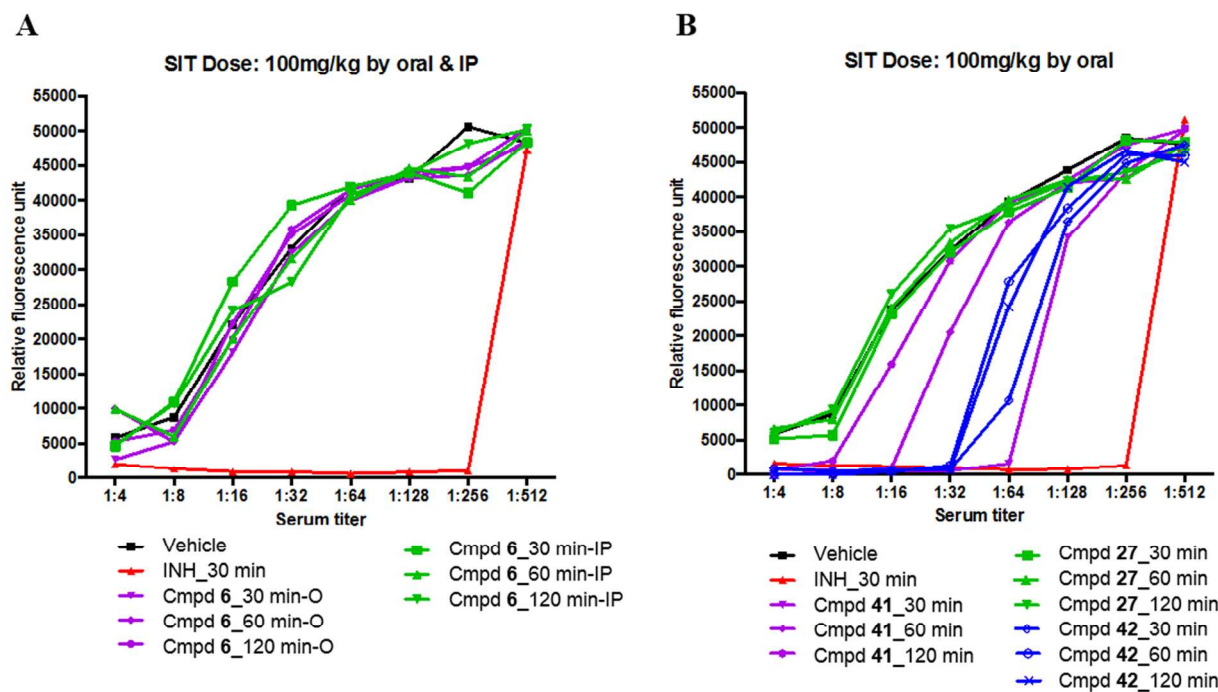 A
SIT Dose: 100mg/kg by oral & IP
Relative fluorescence unit
55000
50000
45000
40000
35000
30000
25000
20000
15000
10000
5000
0
1:4 1:8 1:16 1:32 1:64 1:128 1:256 1:512
Serum titer
Vehicle
INH_30 min
Cmpd 6_30 min-O
Cmpd 6_60 min-O
Cmpd 6_120 min-O
Cmpd 6_30 min-IP
Cmpd 6_60 min-IP
Cmpd 6_120 min-IP
B
SIT Dose: 100mg/kg by oral
Relative fluorescence unit
55000
50000
45000
40000
35000
30000
25000
20000
15000
10000
5000
0
1:4 1:8 1:16 1:32 1:64 1:128 1:256 1:512
Serum titer
Vehicle
INH_30 min
Cmpd 41_30 min
Cmpd 41_60 min
Cmpd 41_120 min
Cmpd 27_30 min
Cmpd 27_60 min
Cmpd 27_120 min
Cmpd 42_30 min
Cmpd 42_60 min
Cmpd 42_120 min